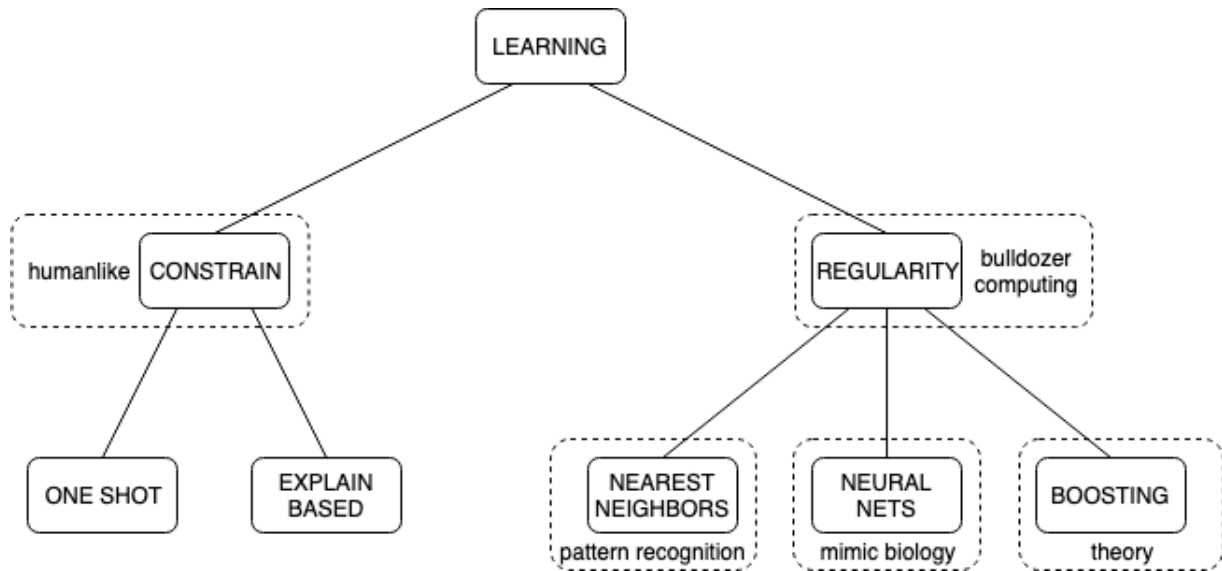 LEARNING
humanlike
CONSTRAIN
REGULARITY
bulldozer
computing
ONE SHOT
EXPLAIN
BASED
NEAREST
NEIGHBORS
pattern recognition
NEURAL
NETS
mimic biology
BOOSTING
theory